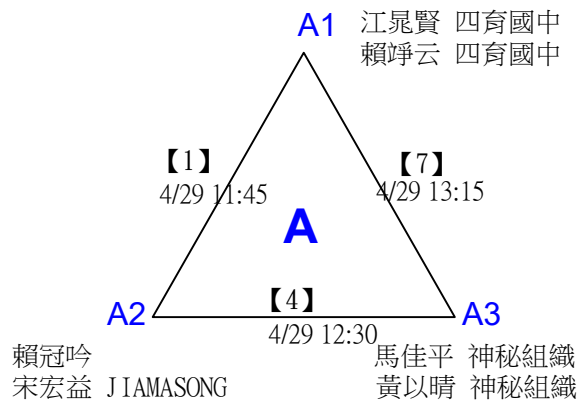 A1
江晁賢 四育國中
賴竫云 四育國中
【1】
4/29 11:45
【7】
4/29 13:15
A
【4】
4/29 12:30
A2
A3
賴冠吟
宋宏益 JIAMASONG
馬佳平 神秘組織
黃以晴 神秘組織